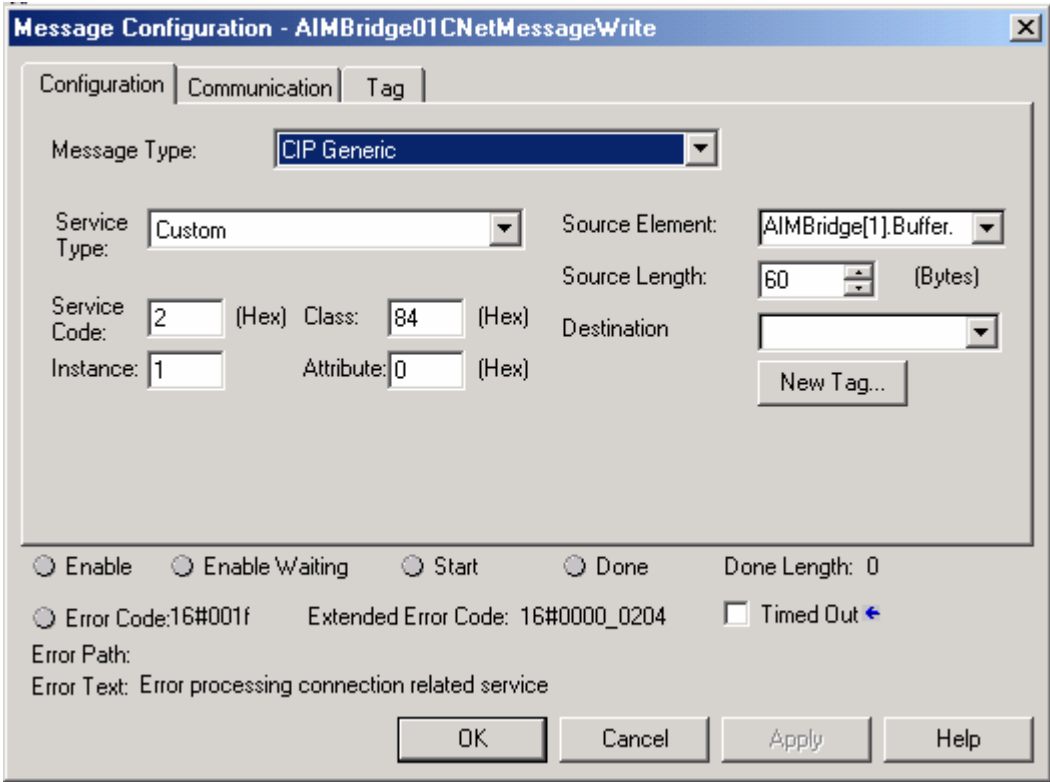 Message Configuration - AIMBridge01CNetMessageWrite
Configuration Communication Tag
Message Type: CIP Generic
Service Type: Custom
Source Element: AIMBridge[1].Buffer.
Source Length: 60 (Bytes)
Service Code: 2 (Hex) Class: 84 (Hex)
Destination
Instance: 1 Attribute: 0 (Hex)
New Tag...
Enable Enable Waiting Start Done Done Length: 0
Error Code: 16#001f Extended Error Code: 16#0000_0204 Timed Out
Error Path:
Error Text: Error processing connection related service
OK Cancel Apply Help